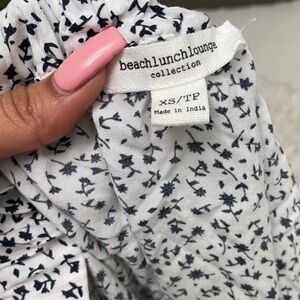 beachlunchlounge
collection
XS/TP
Made in India